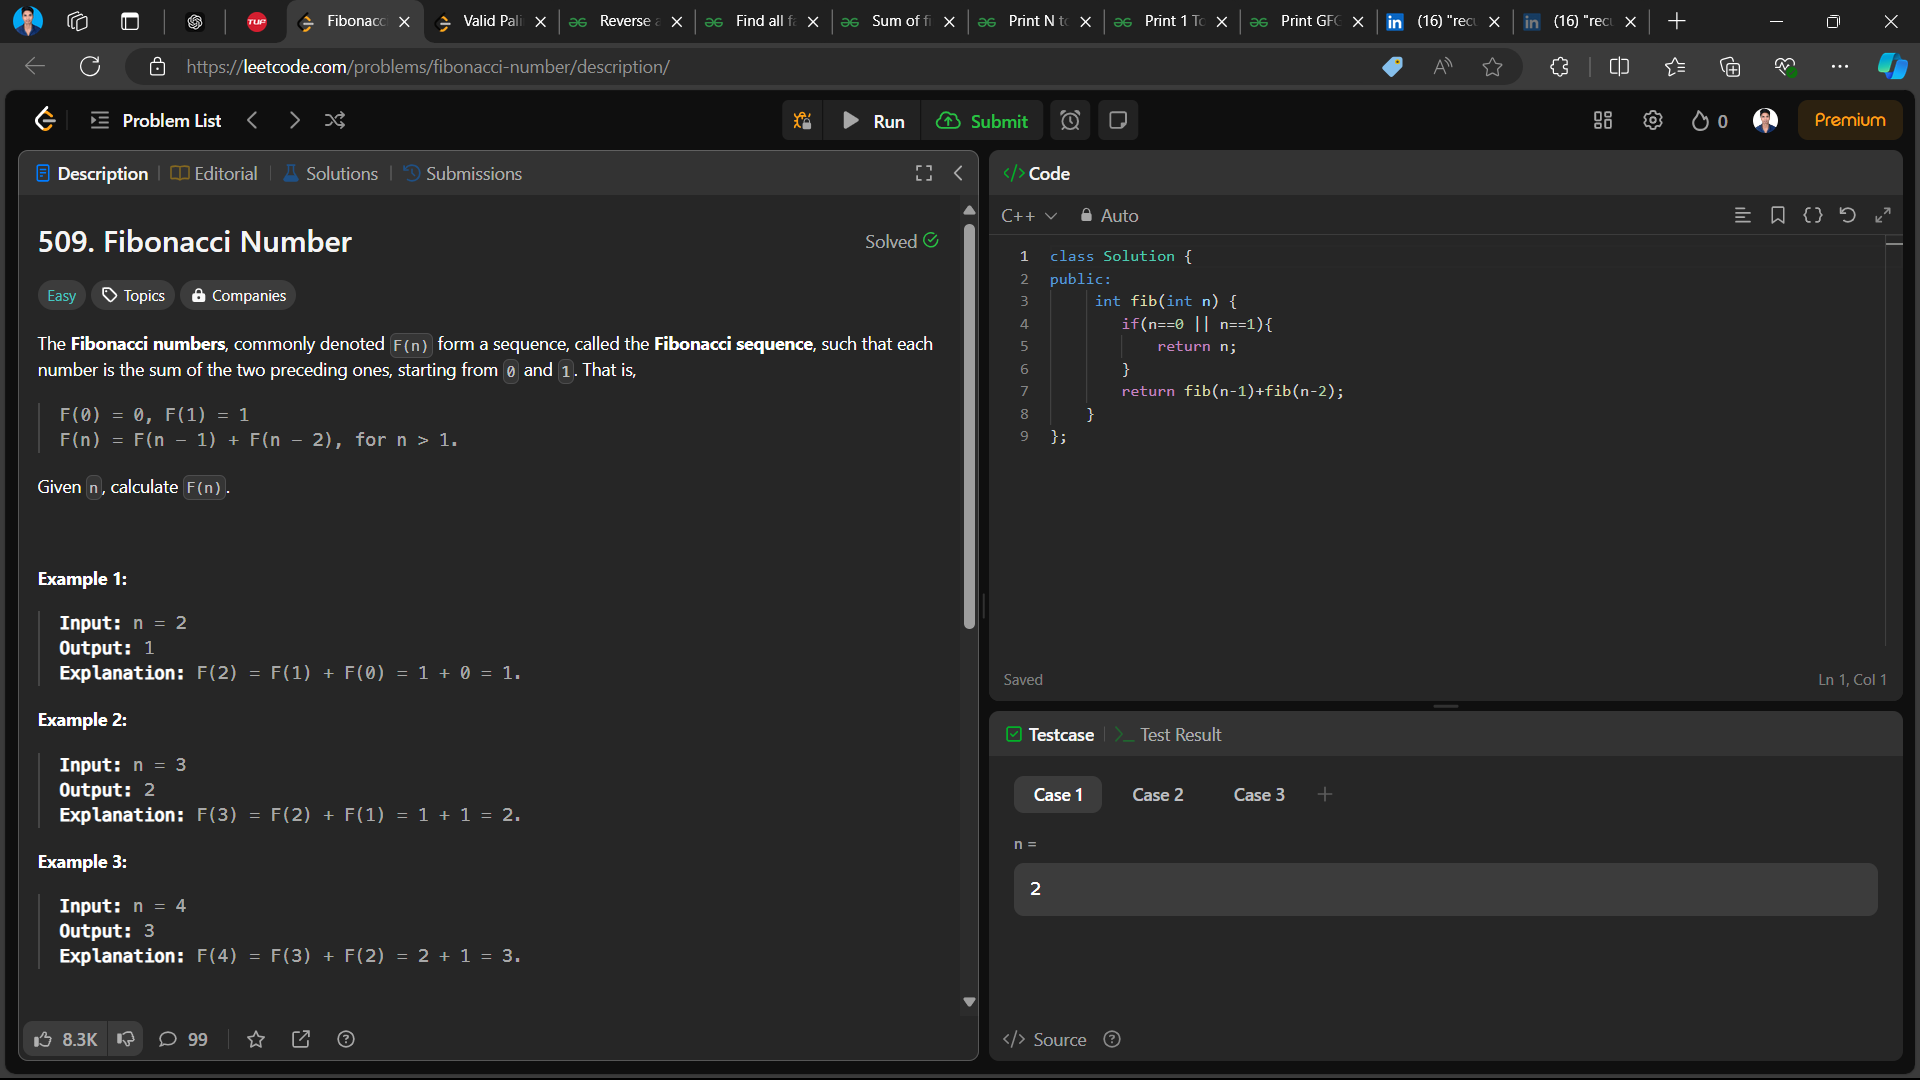 TUF
Fibonacc
Valid Pali
Reverse a
Find all fa
Sum of fi
Print N to
Print 1 To
Print GFG
in (16) "recu
in (16) "recu
https://leetcode.com/problems/fibonacci-number/description/
Problem List
Run
Submit
0
Premium
Description
Editorial
Solutions
Submissions
509. Fibonacci Number
Solved
Easy
Topics
Companies
The Fibonacci numbers, commonly denoted F(n) form a sequence, called the Fibonacci sequence, such that each
number is the sum of the two preceding ones, starting from 0 and 1. That is,
F(0) = 0, F(1) = 1
F(n) = F(n - 1) + F(n - 2), for n > 1.
Given n, calculate F(n).
Example 1:
Input: n = 2
Output: 1
Explanation: F(2) = F(1) + F(0) = 1 + 0 = 1.
Example 2:
Input: n = 3
Output: 2
Explanation: F(3) = F(2) + F(1) = 1 + 1 = 2.
Example 3:
Input: n = 4
Output: 3
Explanation: F(4) = F(3) + F(2) = 2 + 1 = 3.
8.3K
99
</> Code
C++
Auto
1 class Solution {
2 public:
3 int fib(int n) {
4 if(n==0 || n==1){
5 return n;
6 }
7 return fib(n-1)+fib(n-2);
8 }
9 };
Saved
Ln 1, Col 1
Testcase
>_ Test Result
Case 1
Case 2
Case 3
+
n =
2
</> Source